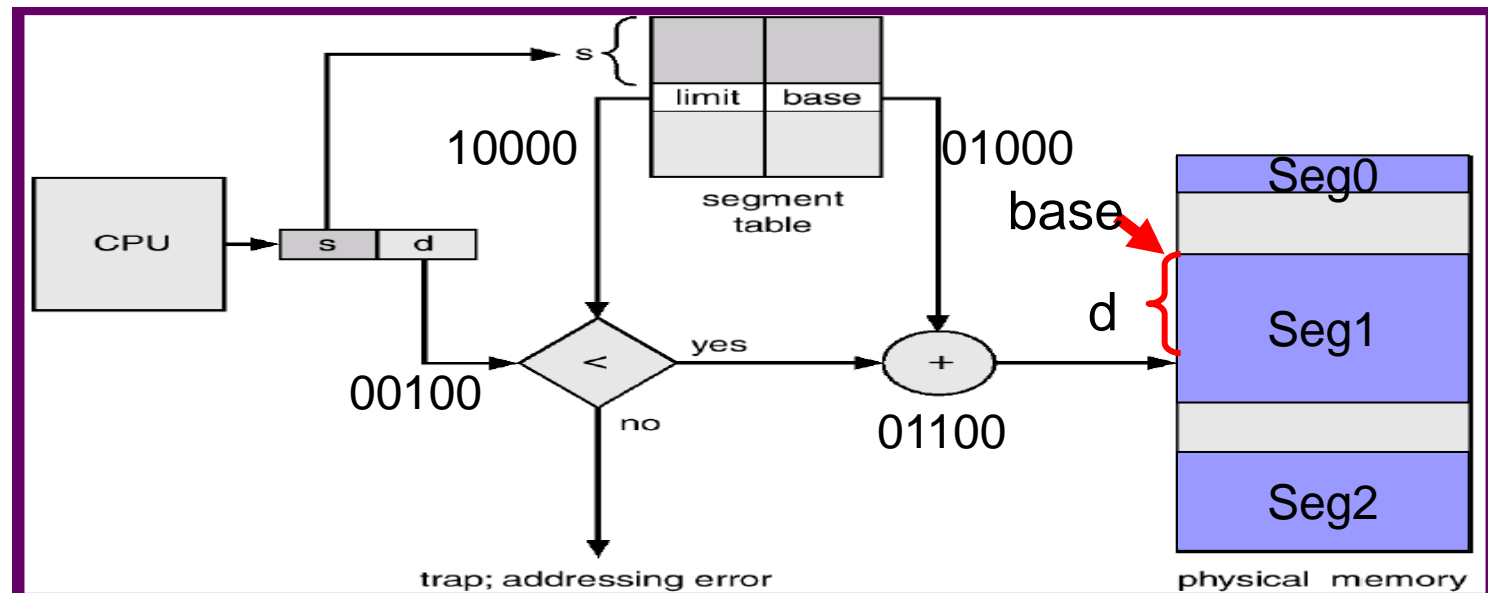 s
limit base
10000
01000
Seg0
segment
table
base
CPU
s d
d
Seg1
<
yes
+
00100
no
01100
Seg2
trap; addressing error
physical memory